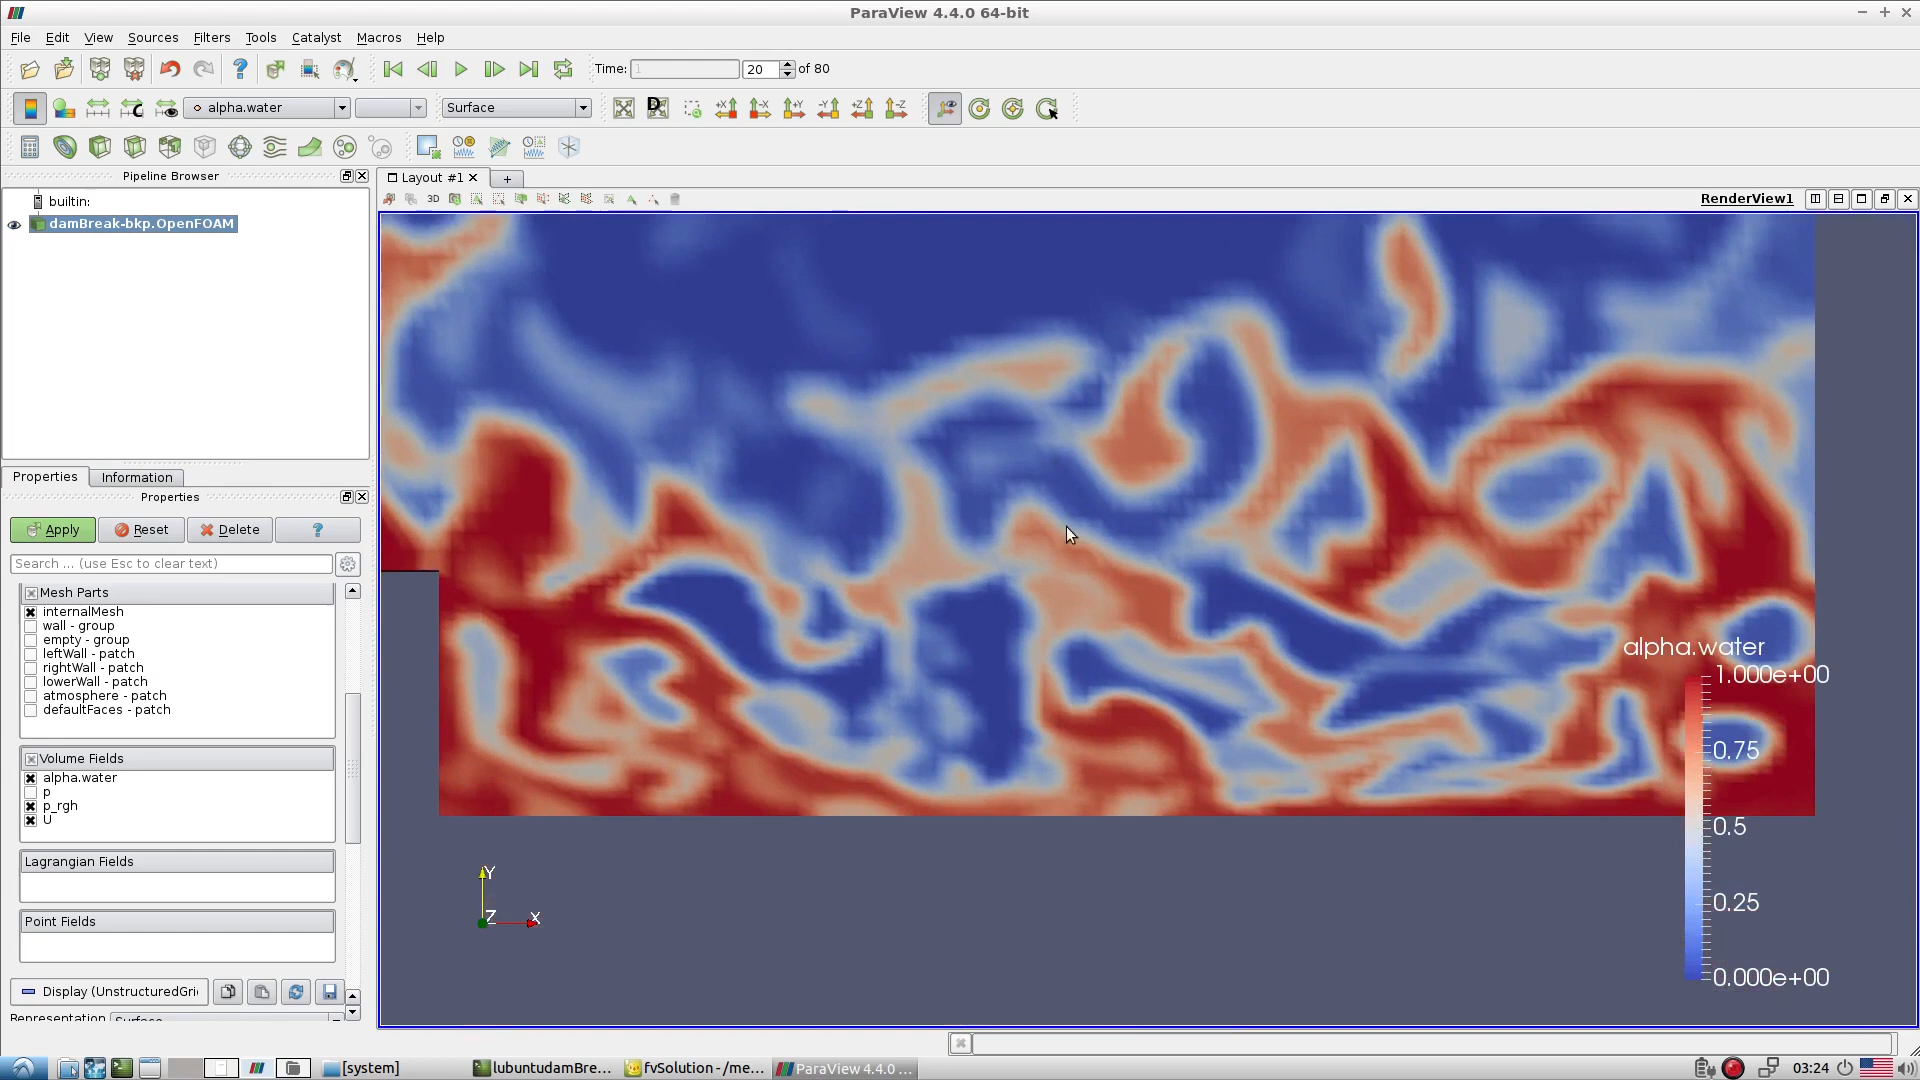 ParaView 4.4.0 64-bit
File Edit View Sources Filters Tools Catalyst Macros Help
Time: 1 20 of 80
alpha.water Surface
+X -X +Y -Y +Z -Z
Pipeline Browser
builtin:
damBreak-bkp.OpenFOAM
Layout #1
3D
RenderView1
Properties Information
Properties
Apply Reset Delete ?
Search ... (use Esc to clear text)
Mesh Parts
internalMesh
wall - group
empty - group
leftWall - patch
rightWall - patch
lowerWall - patch
atmosphere - patch
defaultFaces - patch
Volume Fields
alpha.water
p
p_rgh
U
Lagrangian Fields
Point Fields
Display (UnstructuredGri
Representation Surface
alpha.water
1.000e+00
0.75
0.5
0.25
0.000e+00
Y
Z X
[system] lubuntudamBre... fvSolution - /me... ParaView 4.4.0 ... 03:24